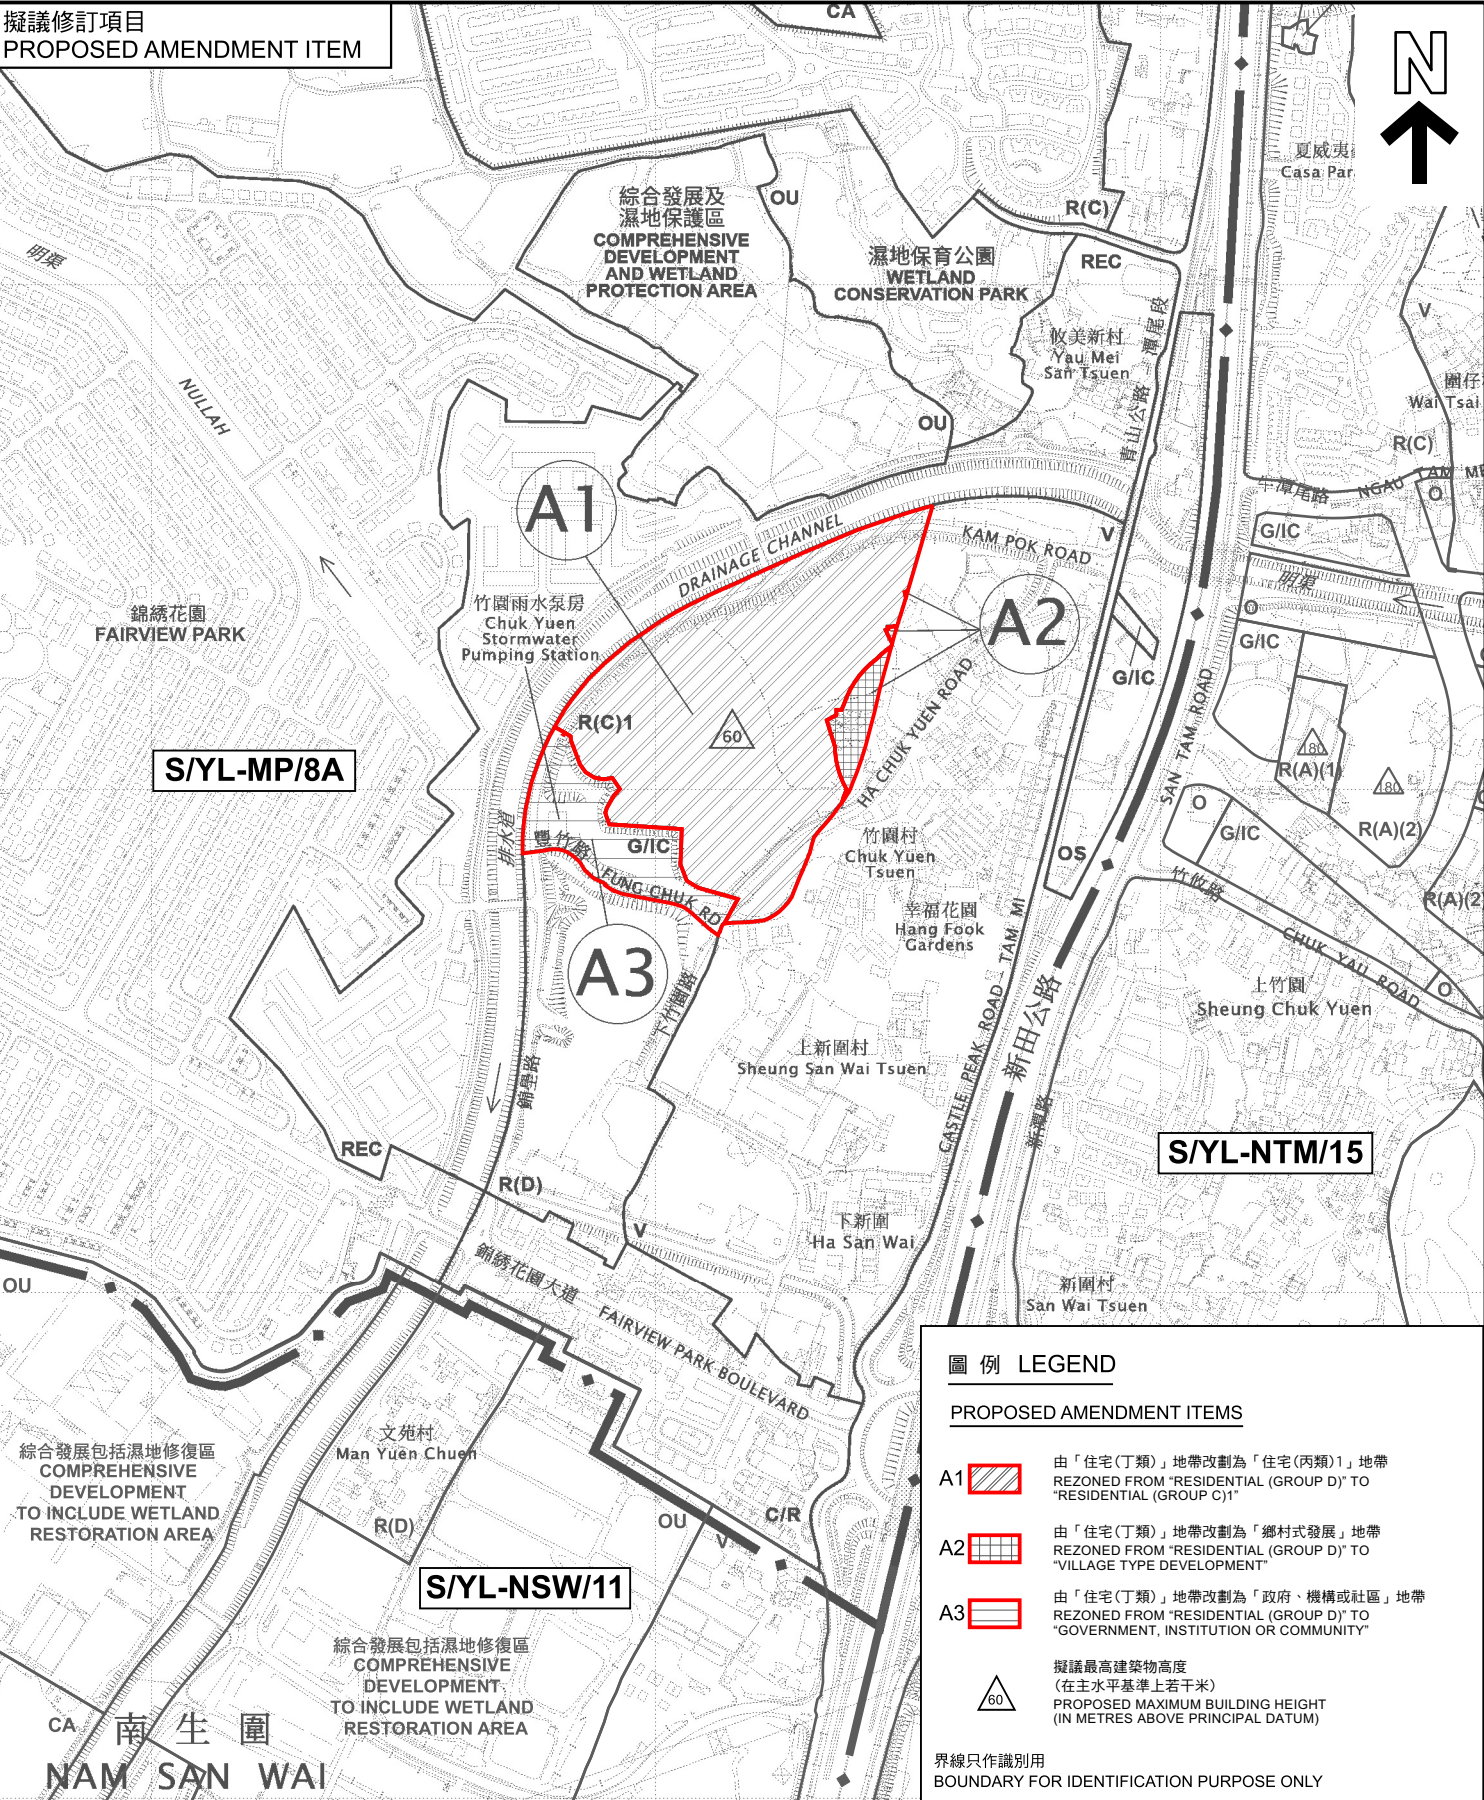 擬議修訂項目
PROPOSED AMENDMENT ITEM
CA
N
夏威夷
Casa Par
綜合發展及
濕地保護區
COMPREHENSIVE
DEVELOPMENT
AND WETLAND
PROTECTION AREA
OU
R(C)
濕地保育公園
WETLAND
CONSERVATION PARK
REC
明渠
NULLAH
攸美新村
Yau Mei
San Tsuen
青山公路 - 潭尾段
V
圍仔
Wai Tsai
R(C)
OU
A1
DRAINAGE CHANNEL
KAM POK ROAD
V
牛潭尾路
NGAU TAM ME
O
G/IC
明渠
錦綉花園
FAIRVIEW PARK
竹園雨水泵房
Chuk Yuen
Stormwater
Pumping Station
A2
O
G/IC
G/IC
R(C)1
60
HA CHUK YUEN ROAD
SAN TAM ROAD
180
R(A)(1)
180
R(A)(2)
S/YL-MP/8A
排水道
豐竹路
G/IC
FUNG CHUK RD
竹園村
Chuk Yuen
Tsuen
O
G/IC
OS
竹攸路
R(A)(2
幸福花園
Hang Fook
Gardens
CHUK YAU ROAD
A3
下竹園路
上竹園
Sheung Chuk Yuen
O
上新圍村
Sheung San Wai Tsuen
CASTLE PEAK ROAD - TAM MI
新田公路
錦壆路
新潭路
S/YL-NTM/15
REC
R(D)
V
下新圍
Ha San Wai
新圍村
San Wai Tsuen
OU
錦綉花園大道
FAIRVIEW PARK BOULEVARD
文苑村
Man Yuen Chuen
綜合發展包括濕地修復區
COMPREHENSIVE
DEVELOPMENT
TO INCLUDE WETLAND
RESTORATION AREA
R(D)
OU
V
C/R
S/YL-NSW/11
綜合發展包括濕地修復區
COMPREHENSIVE
DEVELOPMENT
TO INCLUDE WETLAND
RESTORATION AREA
CA
南生圍
NAM SAN WAI
圖例 LEGEND
PROPOSED AMENDMENT ITEMS
A1
由「住宅(丁類)」地帶改劃為「住宅(丙類)1」地帶
REZONED FROM “RESIDENTIAL (GROUP D)” TO
“RESIDENTIAL (GROUP C)1”
A2
由「住宅(丁類)」地帶改劃為「鄉村式發展」地帶
REZONED FROM “RESIDENTIAL (GROUP D)” TO
“VILLAGE TYPE DEVELOPMENT”
A3
由「住宅(丁類)」地帶改劃為「政府、機構或社區」地帶
REZONED FROM “RESIDENTIAL (GROUP D)” TO
“GOVERNMENT, INSTITUTION OR COMMUNITY”
60
擬議最高建築物高度
(在主水平基準上若干米)
PROPOSED MAXIMUM BUILDING HEIGHT
(IN METRES ABOVE PRINCIPAL DATUM)
界線只作識別用
BOUNDARY FOR IDENTIFICATION PURPOSE ONLY